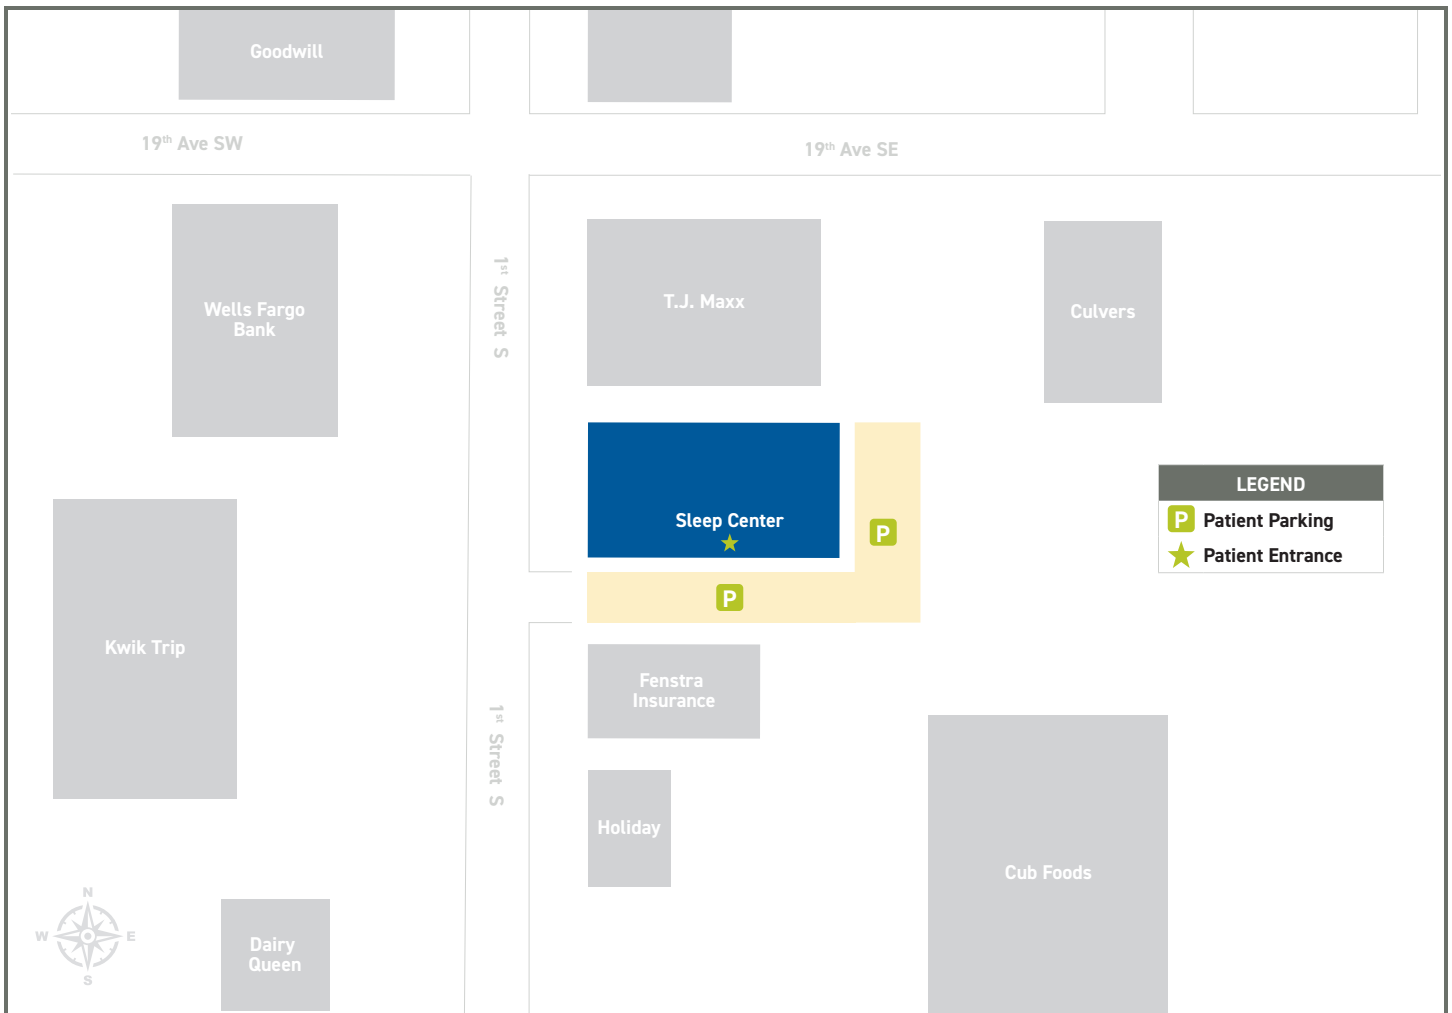 Goodwill
19th Ave SW
19th Ave SE
1st Street S
Wells Fargo
Bank
T.J. Maxx
Culvers
Sleep Center
P
P
LEGEND
P Patient Parking
Patient Entrance
Kwik Trip
Fenstra
Insurance
1st Street S
Holiday
Cub Foods
N
W E
S
Dairy
Queen